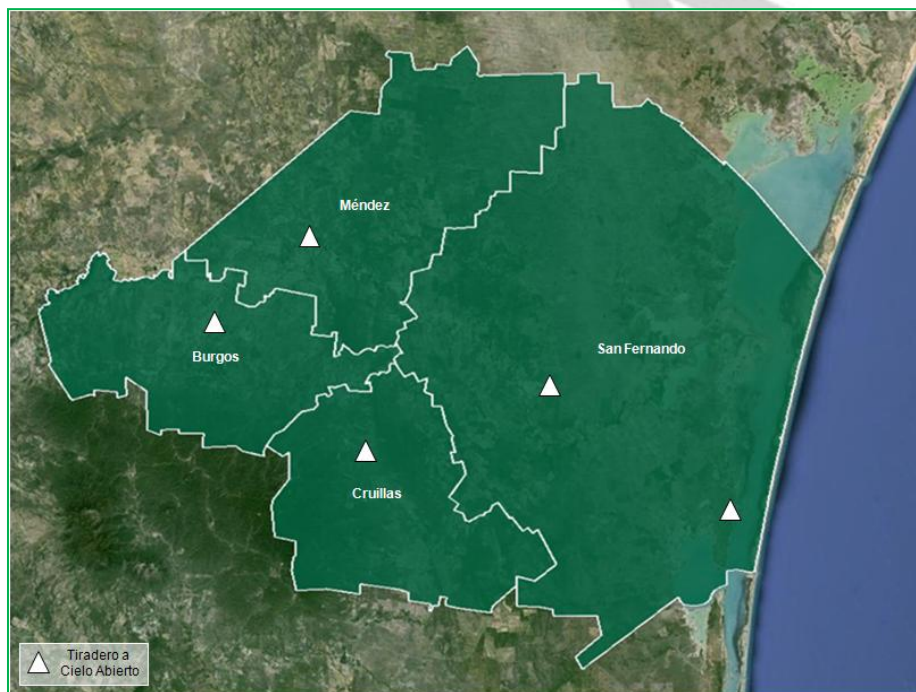 Méndez
San Fernando
Burgos
Cruillas
Tiradero a
Cielo Abierto